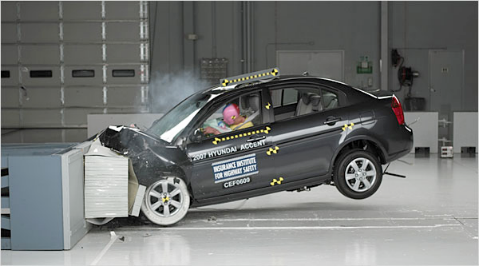 2007 HYUNDAI ACCENT
INSURANCE INSTITUTE
FOR HIGHWAY SAFETY
CEF0609